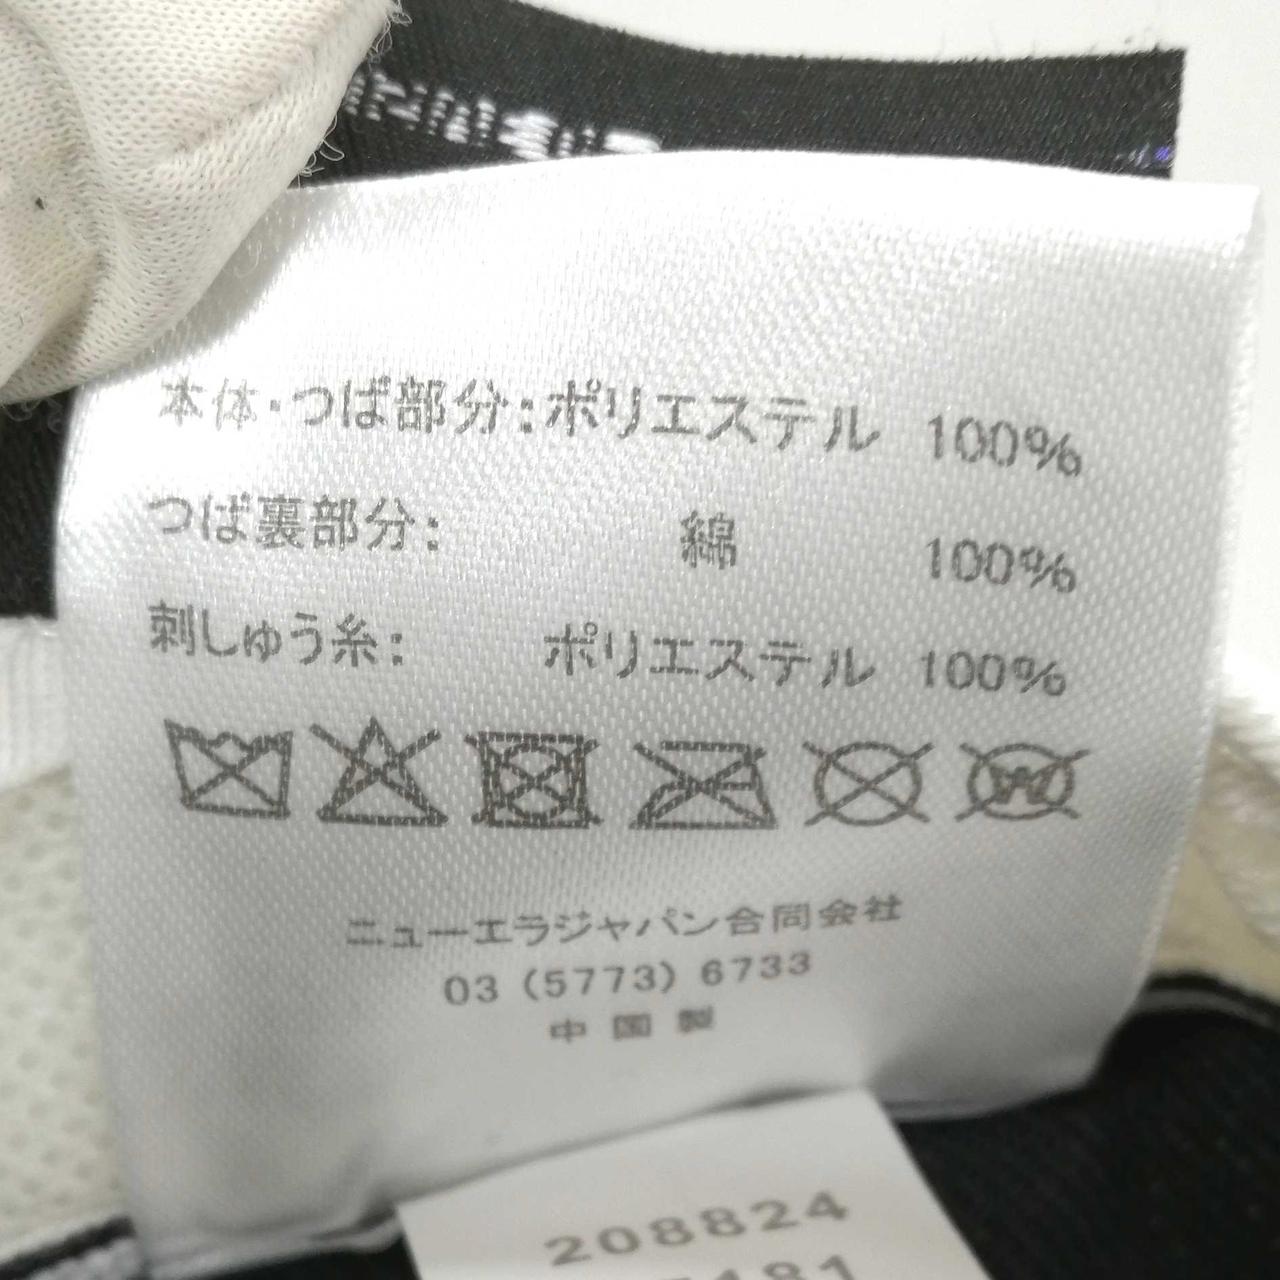 本体・つば部分：ポリエステル 100%
つば裏部分： 綿 100%
刺しゅう糸： ポリエステル 100%
W
ニューエラジャパン合同会社
03 (5773) 6733
中国製
208824